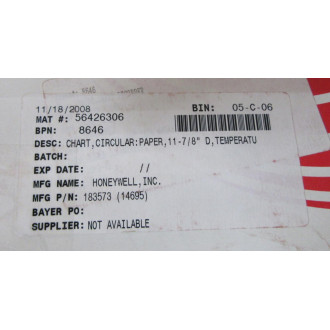 11/18/2008 BIN: 05-C-06
MAT #: 56426306
BPN: 8646
DESC: CHART,CIRCULAR:PAPER,11-7/8" D,TEMPERATU
BATCH:
EXP DATE: / /
MFG NAME: HONEYWELL,INC.
MFG P/N: 183573 (14695)
BAYER PO:
SUPPLIER: NOT AVAILABLE